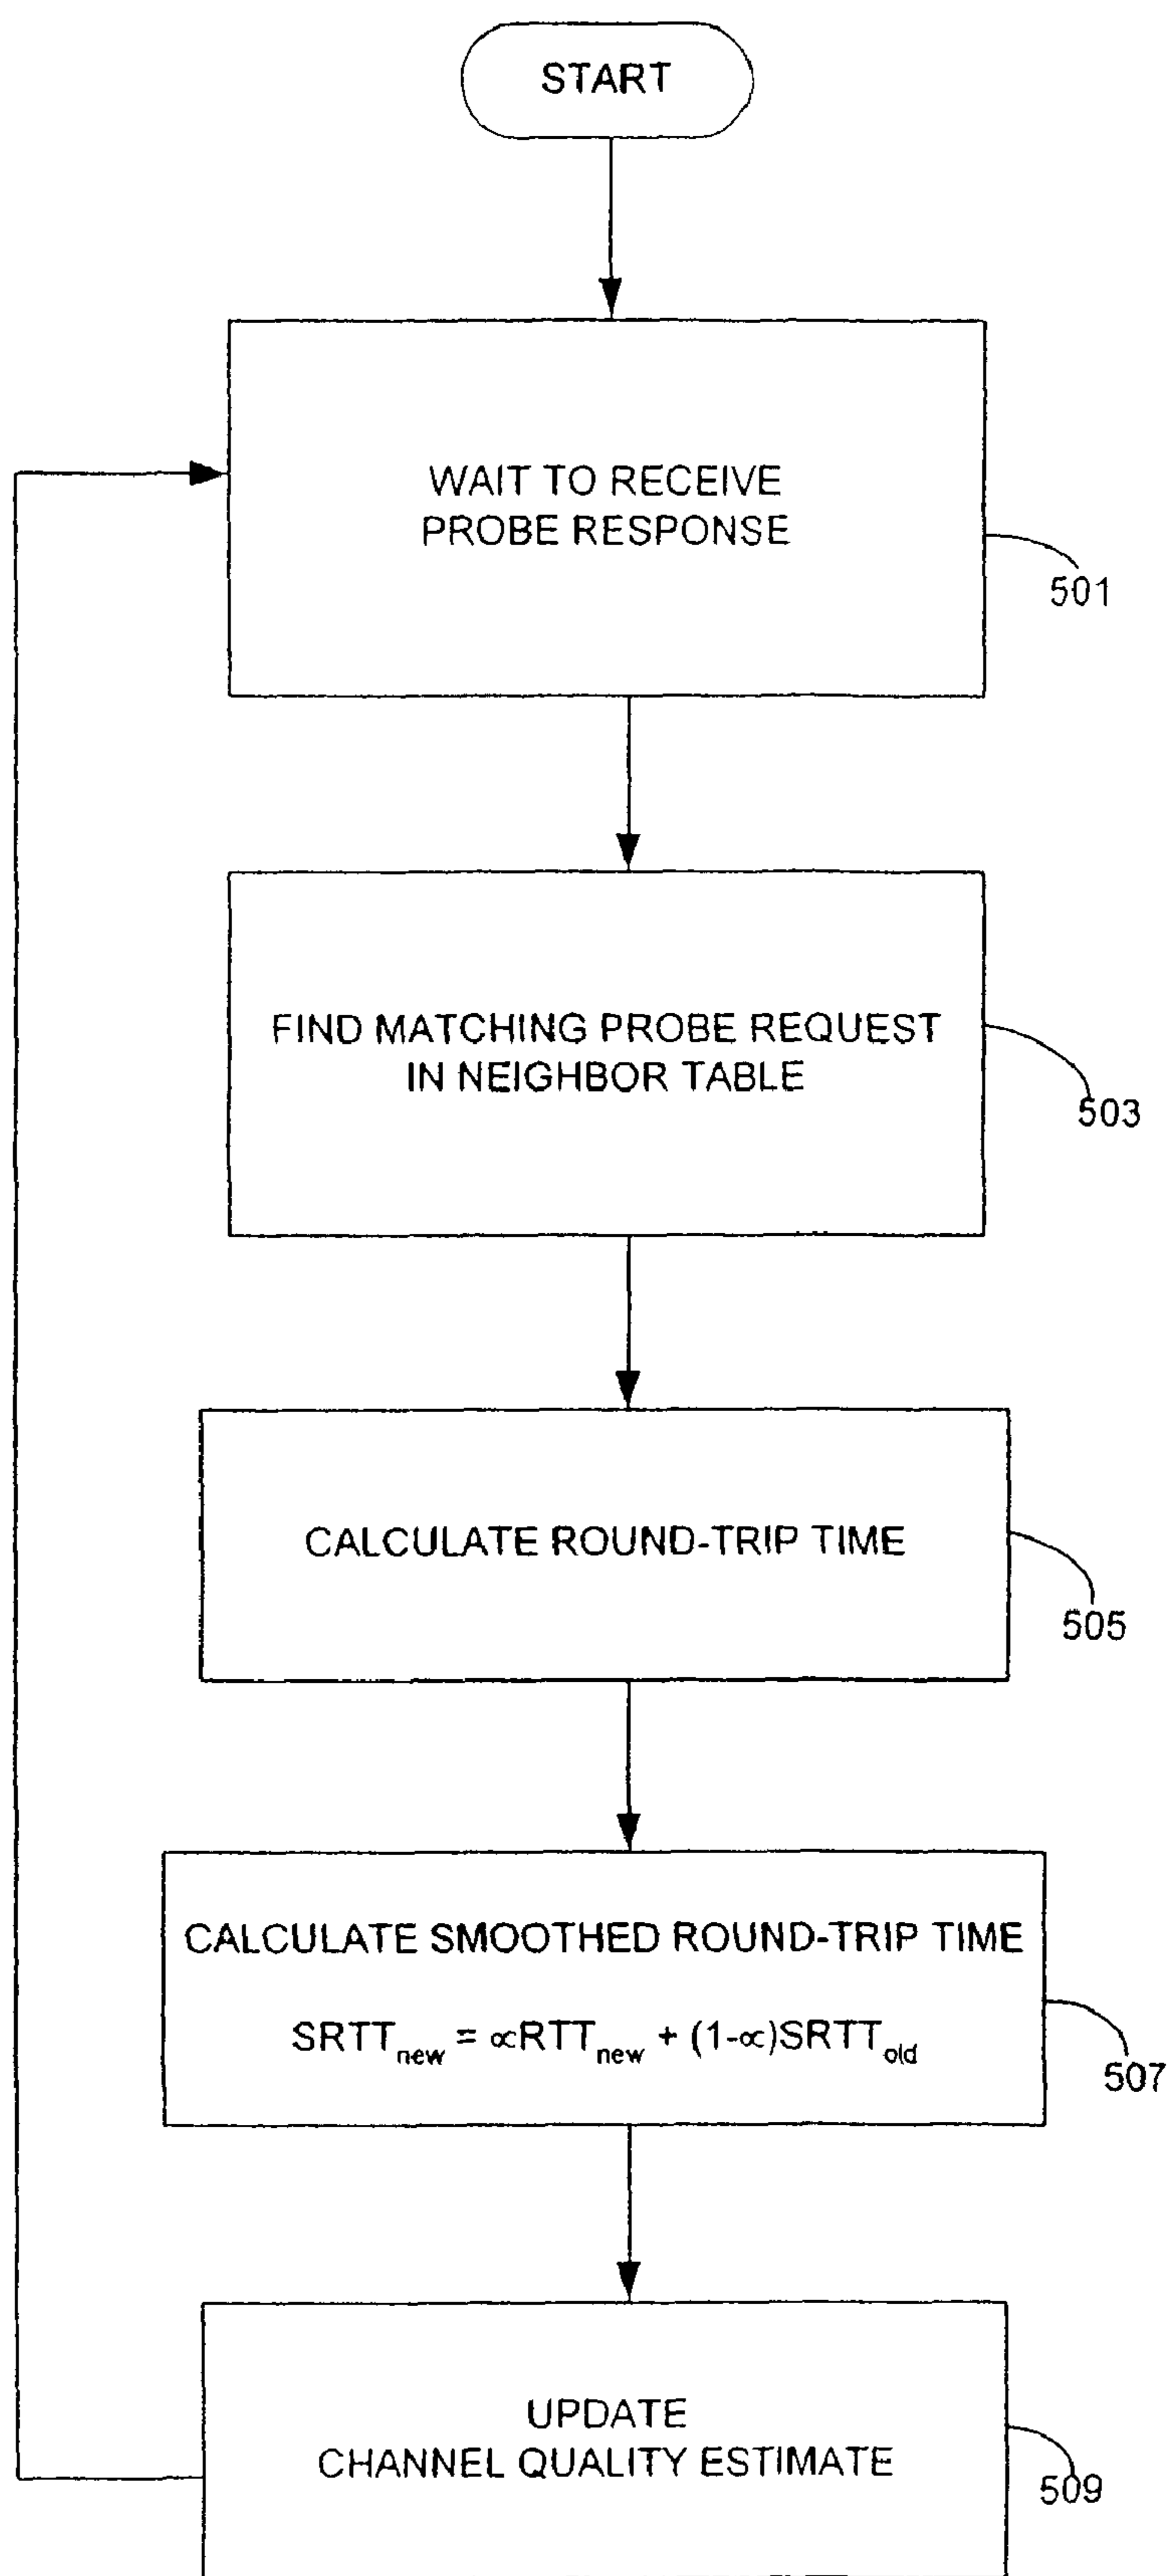 START
WAIT TO RECEIVE
PROBE RESPONSE
501
FIND MATCHING PROBE REQUEST
IN NEIGHBOR TABLE
503
CALCULATE ROUND-TRIP TIME
505
CALCULATE SMOOTHED ROUND-TRIP TIME
SRTTnew = ∝RTTnew + (1-∝)SRTTold
507
UPDATE
CHANNEL QUALITY ESTIMATE
509